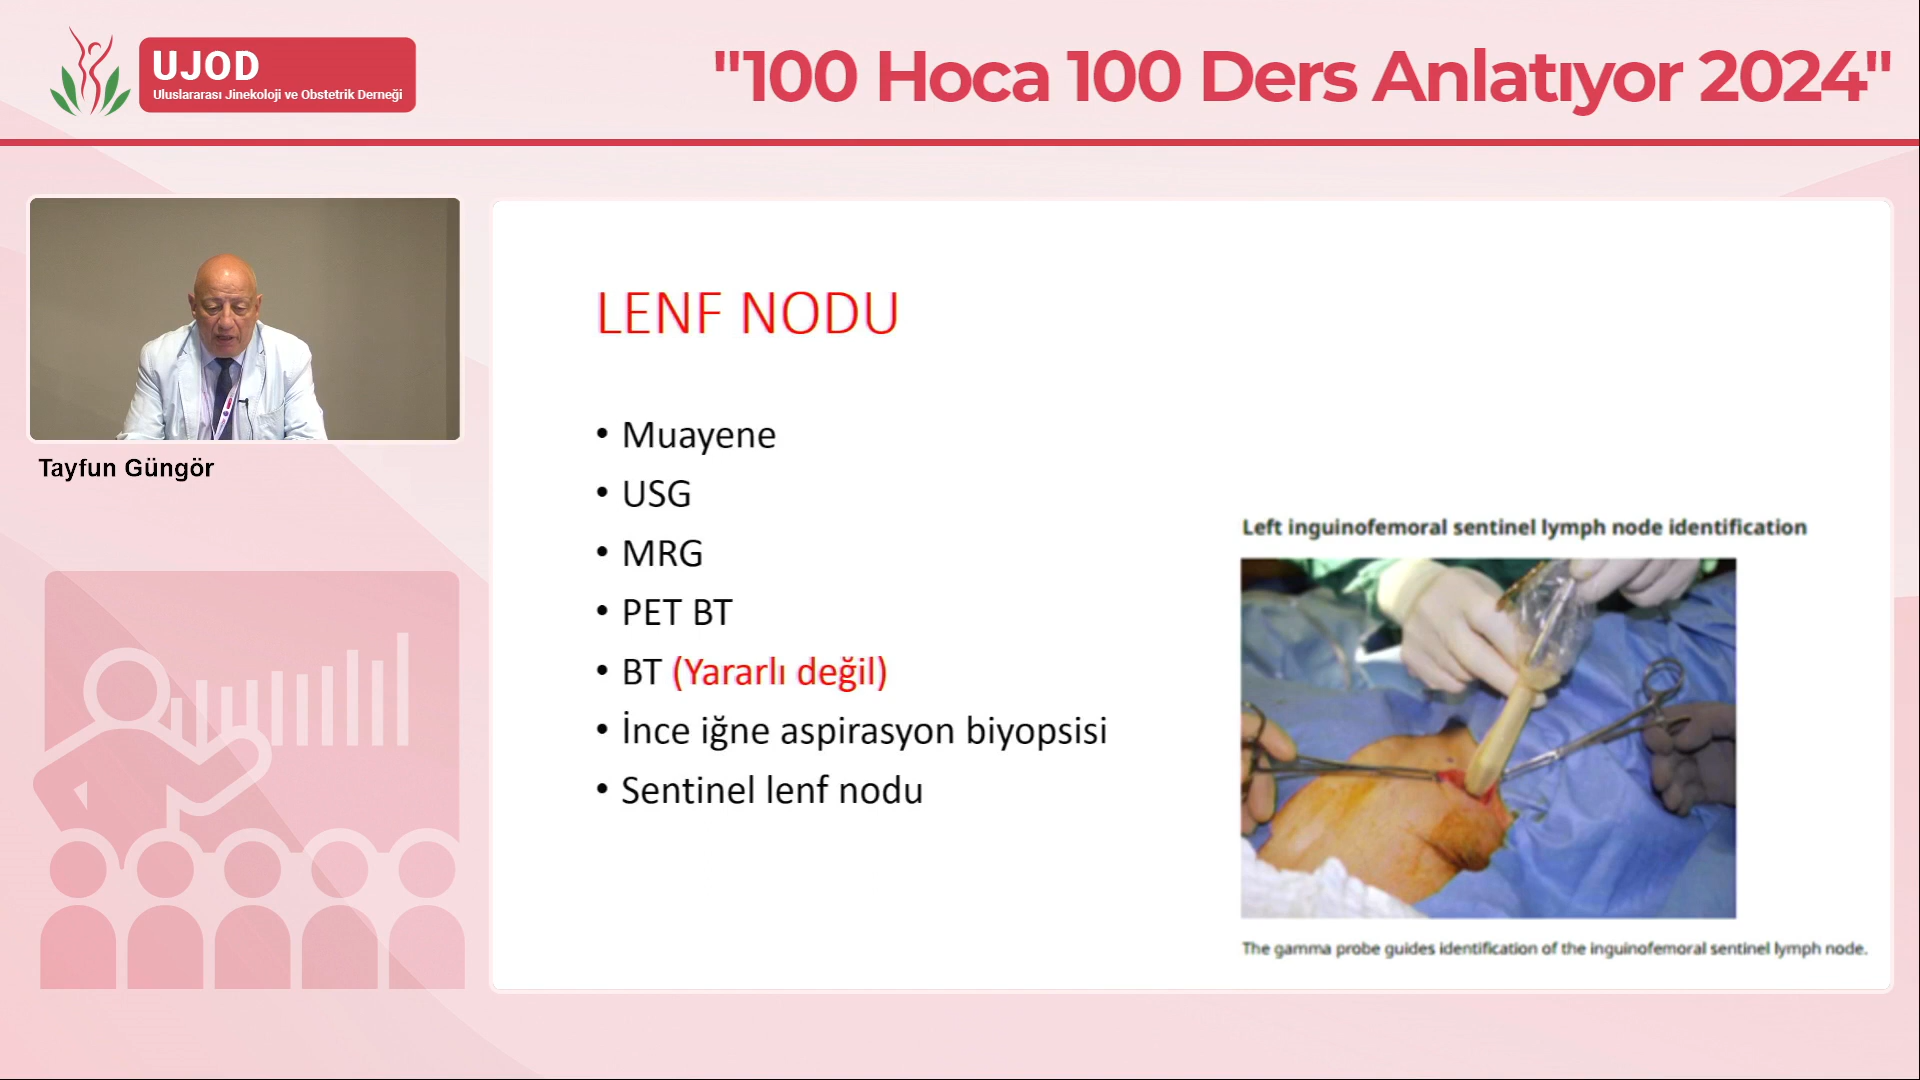 UJOD
Uluslararası Jinekoloji ve Obstetrik Derneği
"100 Hoca 100 Ders Anlatıyor 2024"
Tayfun Güngör
LENF NODU
• Muayene
• USG
• MRG
• PET BT
• BT (Yararlı değil)
• İnce iğne aspirasyon biyopsisi
• Sentinel lenf nodu
Left inguinofemoral sentinel lymph node identification
The gamma probe guides identification of the inguinofemoral sentinel lymph node.